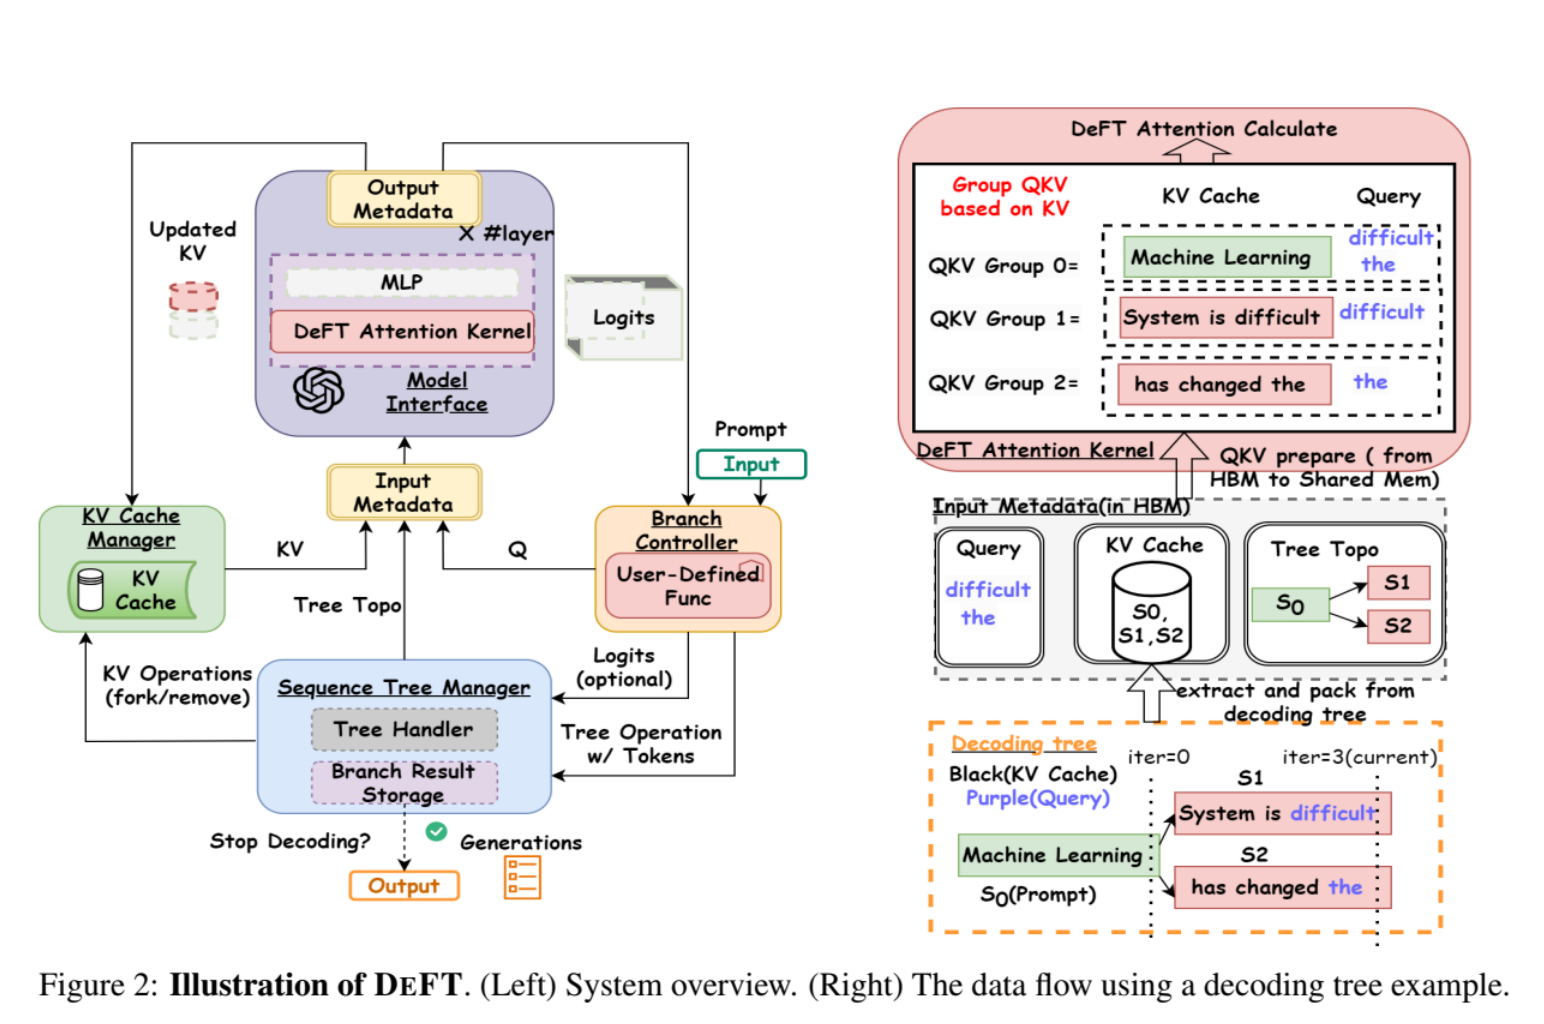 Output
Metadata
X #layer
Updated
KV
MLP
DeFT Attention Kernel
Logits
Model
Interface
Prompt
Input
Input
Metadata
KV Cache
Manager
KV
Cache
KV
Q
Branch
Controller
User-Defined
Func
Tree Topo
KV Operations
(fork/remove)
Logits
(optional)
Sequence Tree Manager
Tree Handler
Branch Result
Storage
Tree Operation
w/ Tokens
Stop Decoding?
Generations
Output
DeFT Attention Calculate
Group QKV
based on KV
KV Cache
Query
QKV Group 0=
Machine Learning
difficult
the
QKV Group 1=
System is difficult
difficult
QKV Group 2=
has changed the
the
DeFT Attention Kernel
QKV prepare ( from
HBM to Shared Mem)
Input Metadata(in HBM)
Query
difficult
the
KV Cache
S0,
S1,S2
Tree Topo
S0
S1
S2
extract and pack from
decoding tree
Decoding tree
Black(KV Cache)
Purple(Query)
iter=0
iter=3(current)
S1
System is difficult
Machine Learning
S0(Prompt)
S2
has changed the
Figure 2: Illustration of DEFT. (Left) System overview. (Right) The data flow using a decoding tree example.